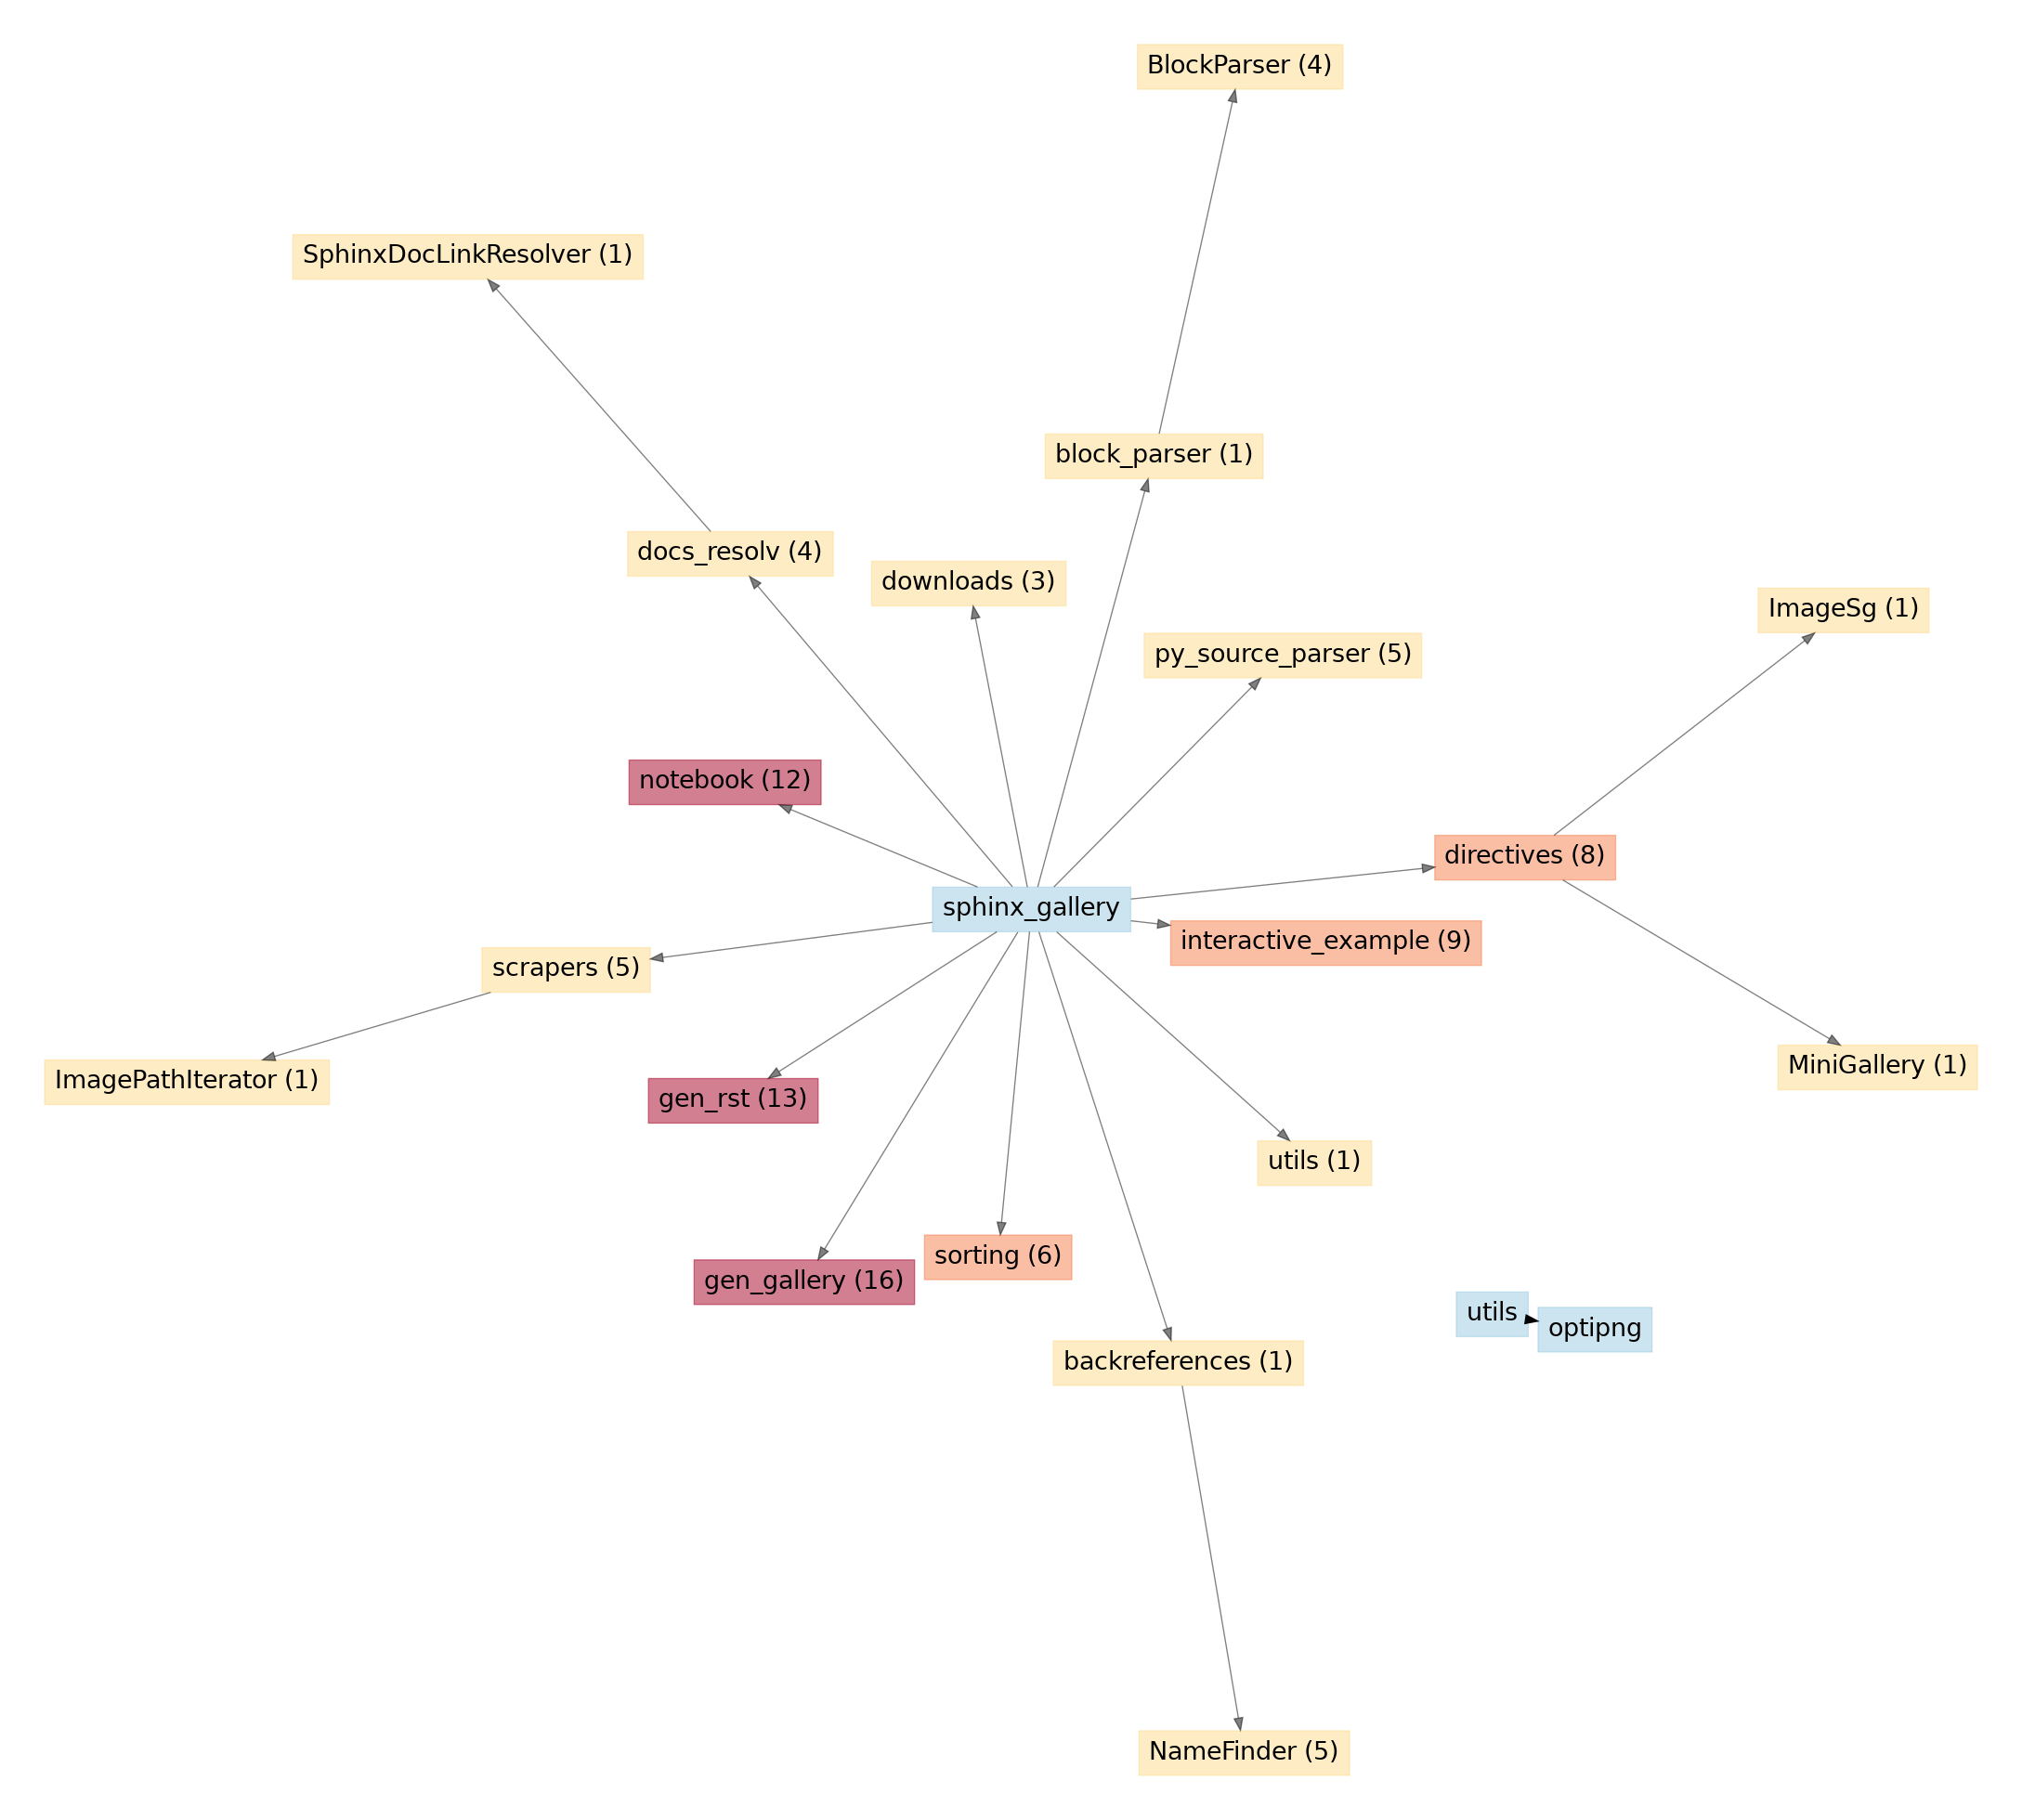 BlockParser (4)
SphinxDocLinkResolver (1)
block_parser (1)
docs_resolv (4)
downloads (3)
ImageSg (1)
py_source_parser (5)
notebook (12)
directives (8)
sphinx_gallery
interactive_example (9)
scrapers (5)
MiniGallery (1)
ImagePathIterator (1)
gen_rst (13)
utils (1)
sorting (6)
gen_gallery (16)
utils
optipng
backreferences (1)
NameFinder (5)